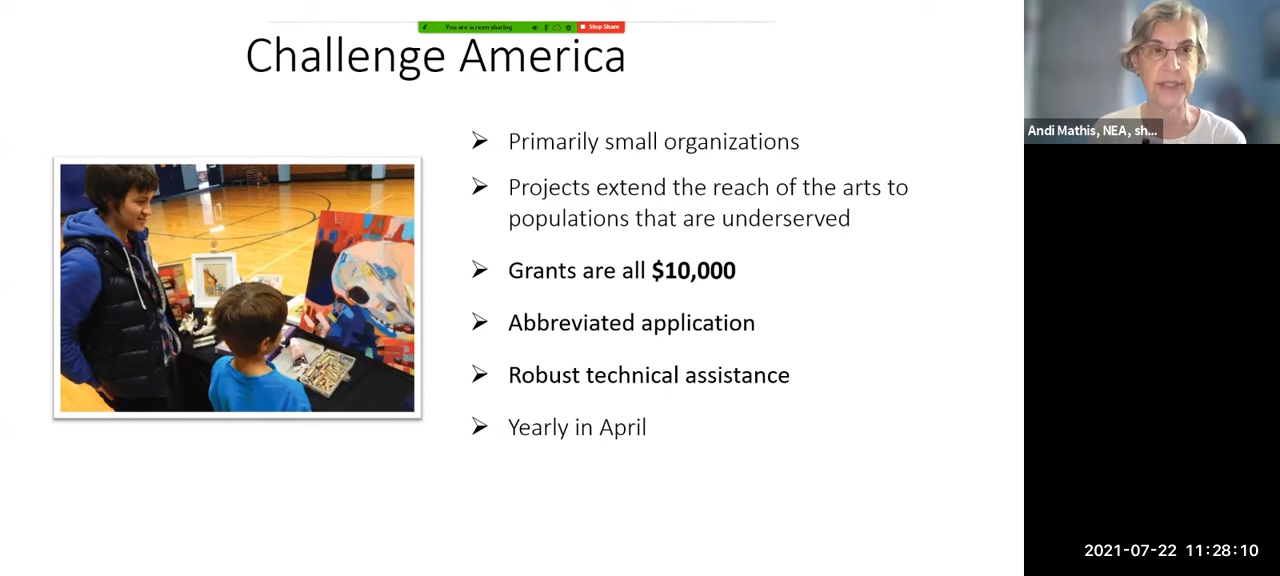 You are screen sharing
Stop Share
Challenge America
Primarily small organizations
Projects extend the reach of the arts to
populations that are underserved
Grants are all $10,000
Abbreviated application
Robust technical assistance
Yearly in April
Andi Mathis, NEA, sh...
2021-07-22 11:28:10